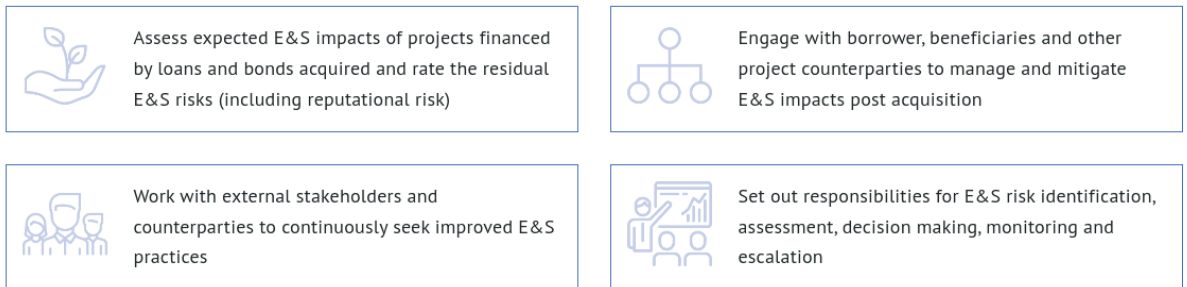 Assess expected E&S impacts of projects financed
by loans and bonds acquired and rate the residual
E&S risks (including reputational risk)
Engage with borrower, beneficiaries and other
project counterparties to manage and mitigate
E&S impacts post acquisition
Work with external stakeholders and
counterparties to continuously seek improved E&S
practices
Set out responsibilities for E&S risk identification,
assessment, decision making, monitoring and
escalation